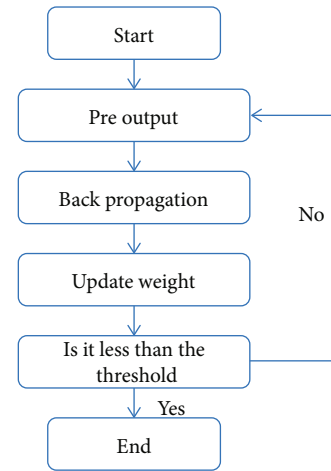 Start
Pre output
Back propagation
No
Update weight
Is it less than the
threshold
Yes
End